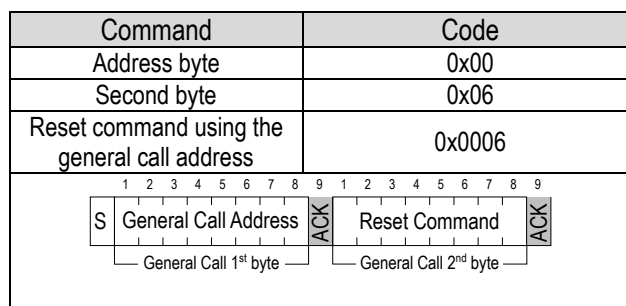 Command Code
Address byte 0x00
Second byte 0x06
Reset command using the
general call address 0x0006
1 2 3 4 5 6 7 8 9 1 2 3 4 5 6 7 8 9
S General Call Address ACK Reset Command ACK
General Call 1st byte General Call 2nd byte